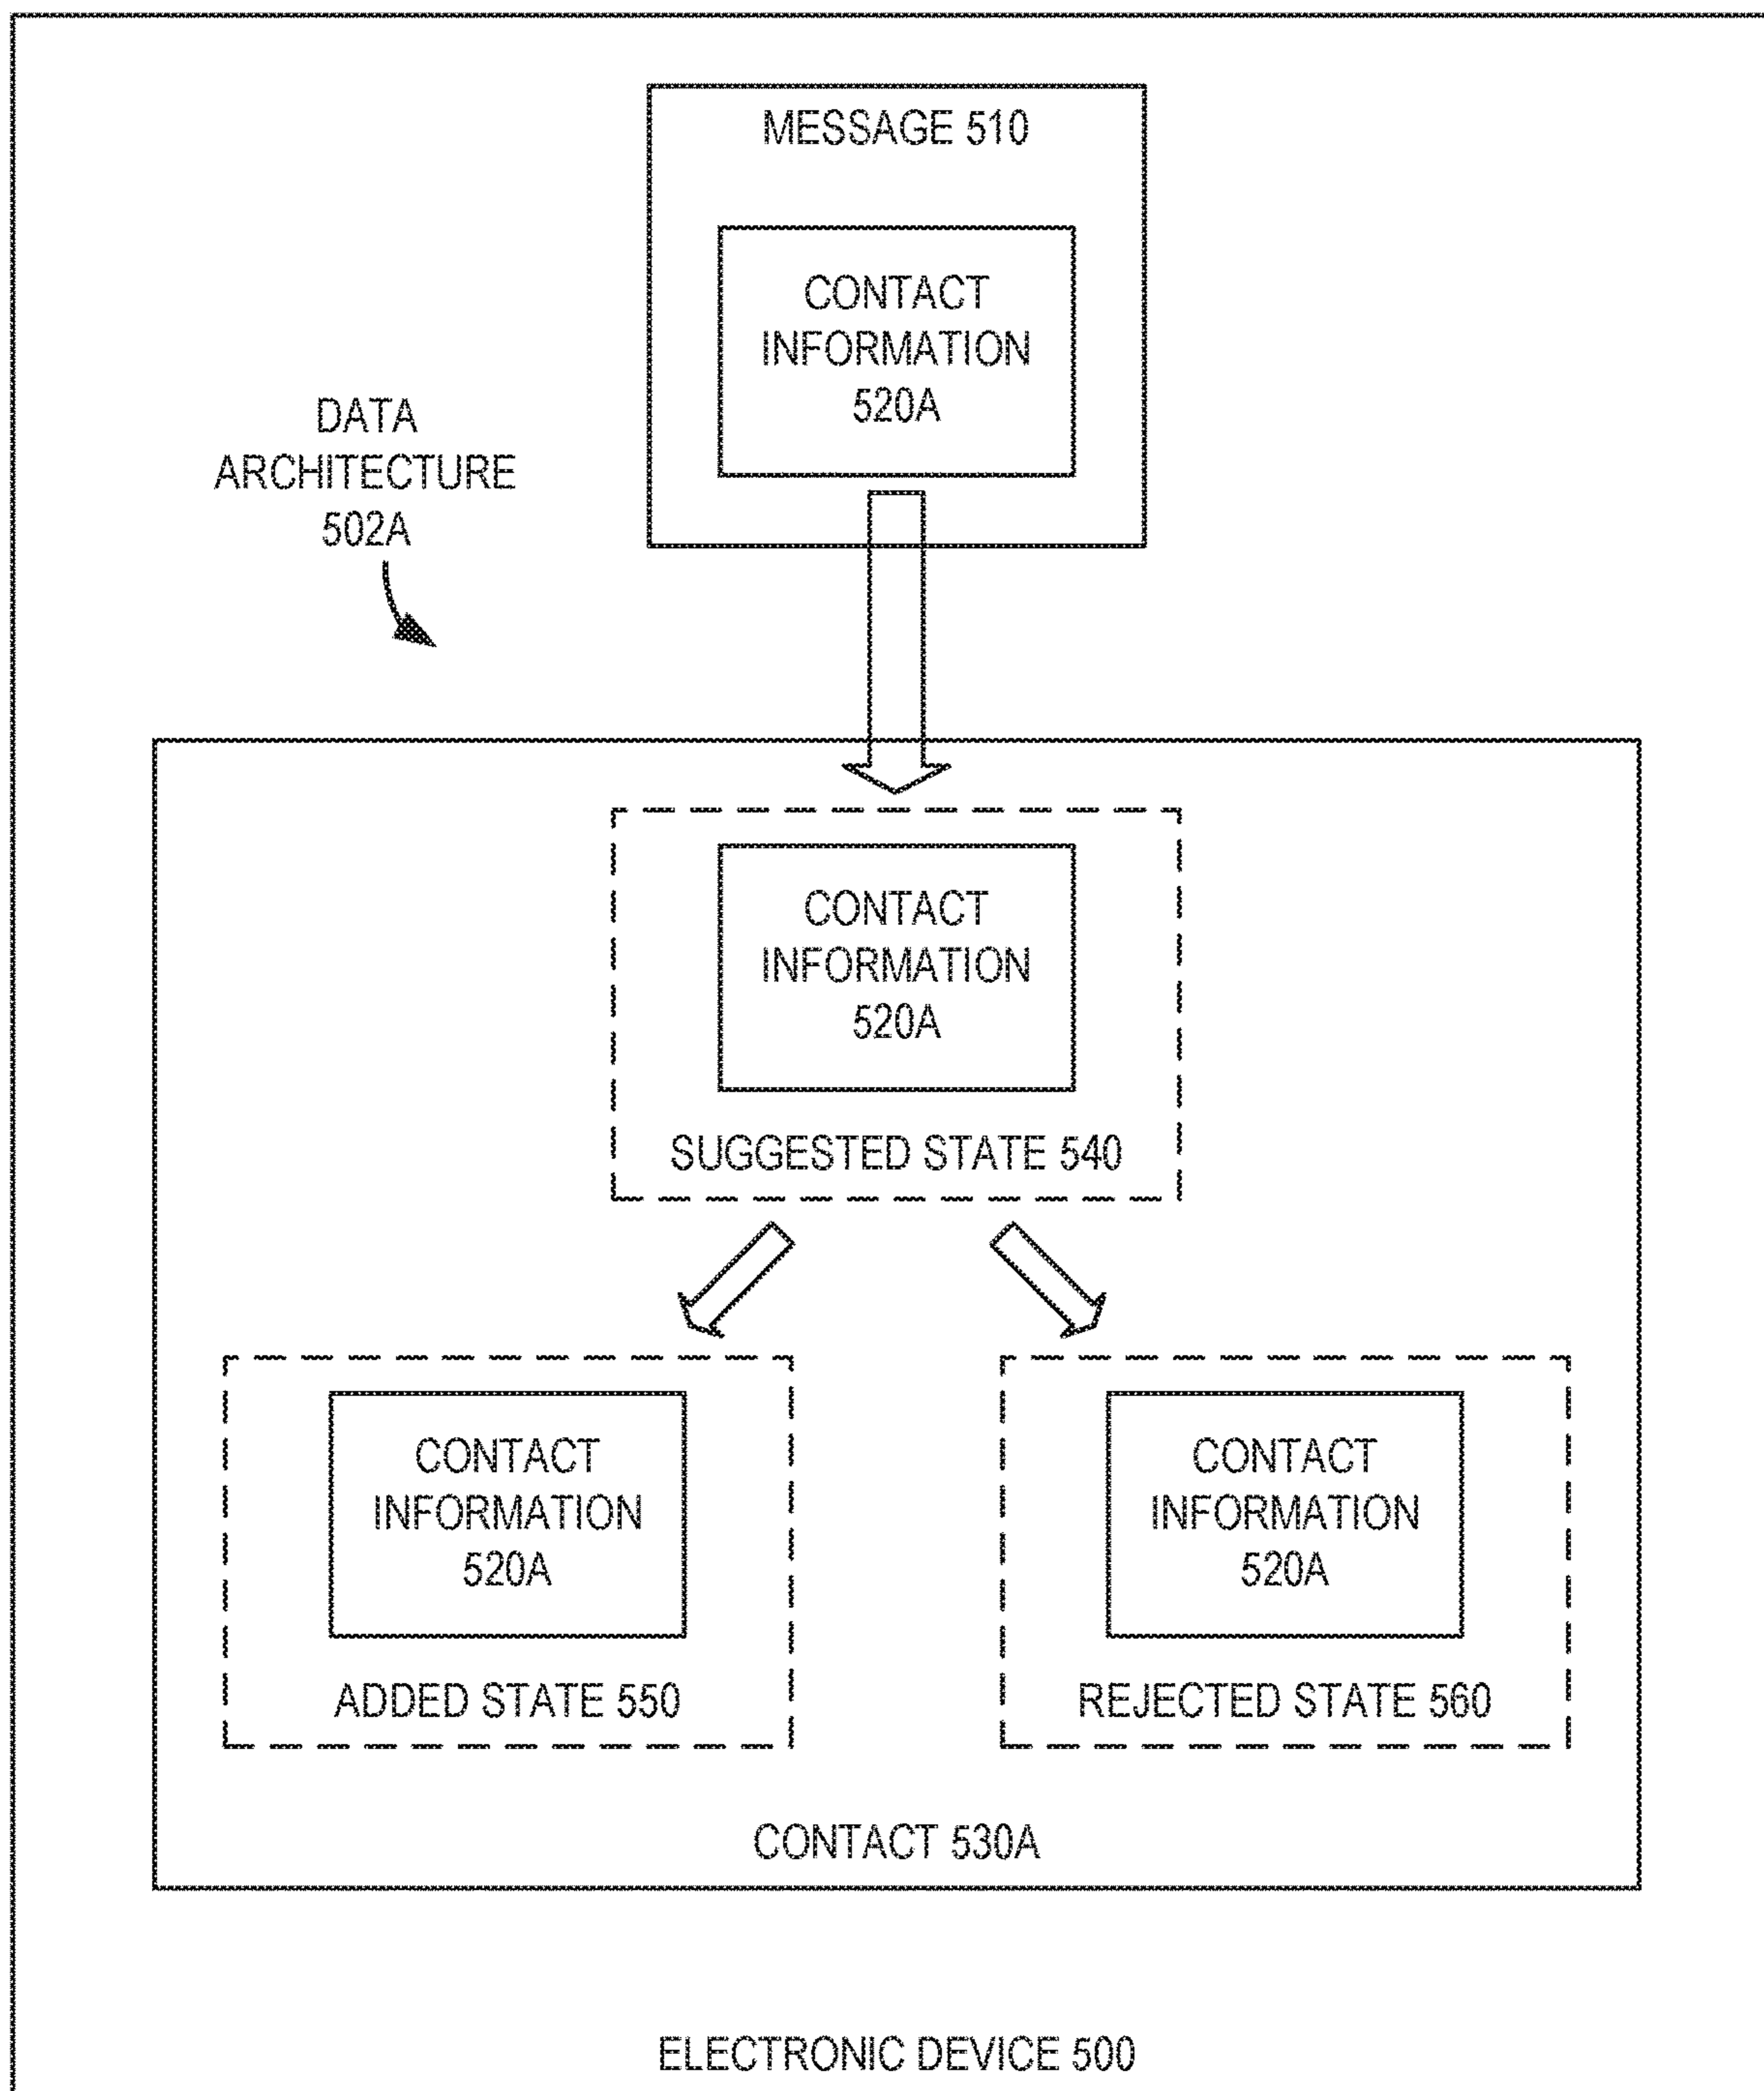 MESSAGE 510
CONTACT
INFORMATION
520A
DATA
ARCHITECTURE
502A
CONTACT
INFORMATION
520A
SUGGESTED STATE 540
CONTACT
INFORMATION
520A
ADDED STATE 550
CONTACT
INFORMATION
520A
REJECTED STATE 560
CONTACT 530A
ELECTRONIC DEVICE 500